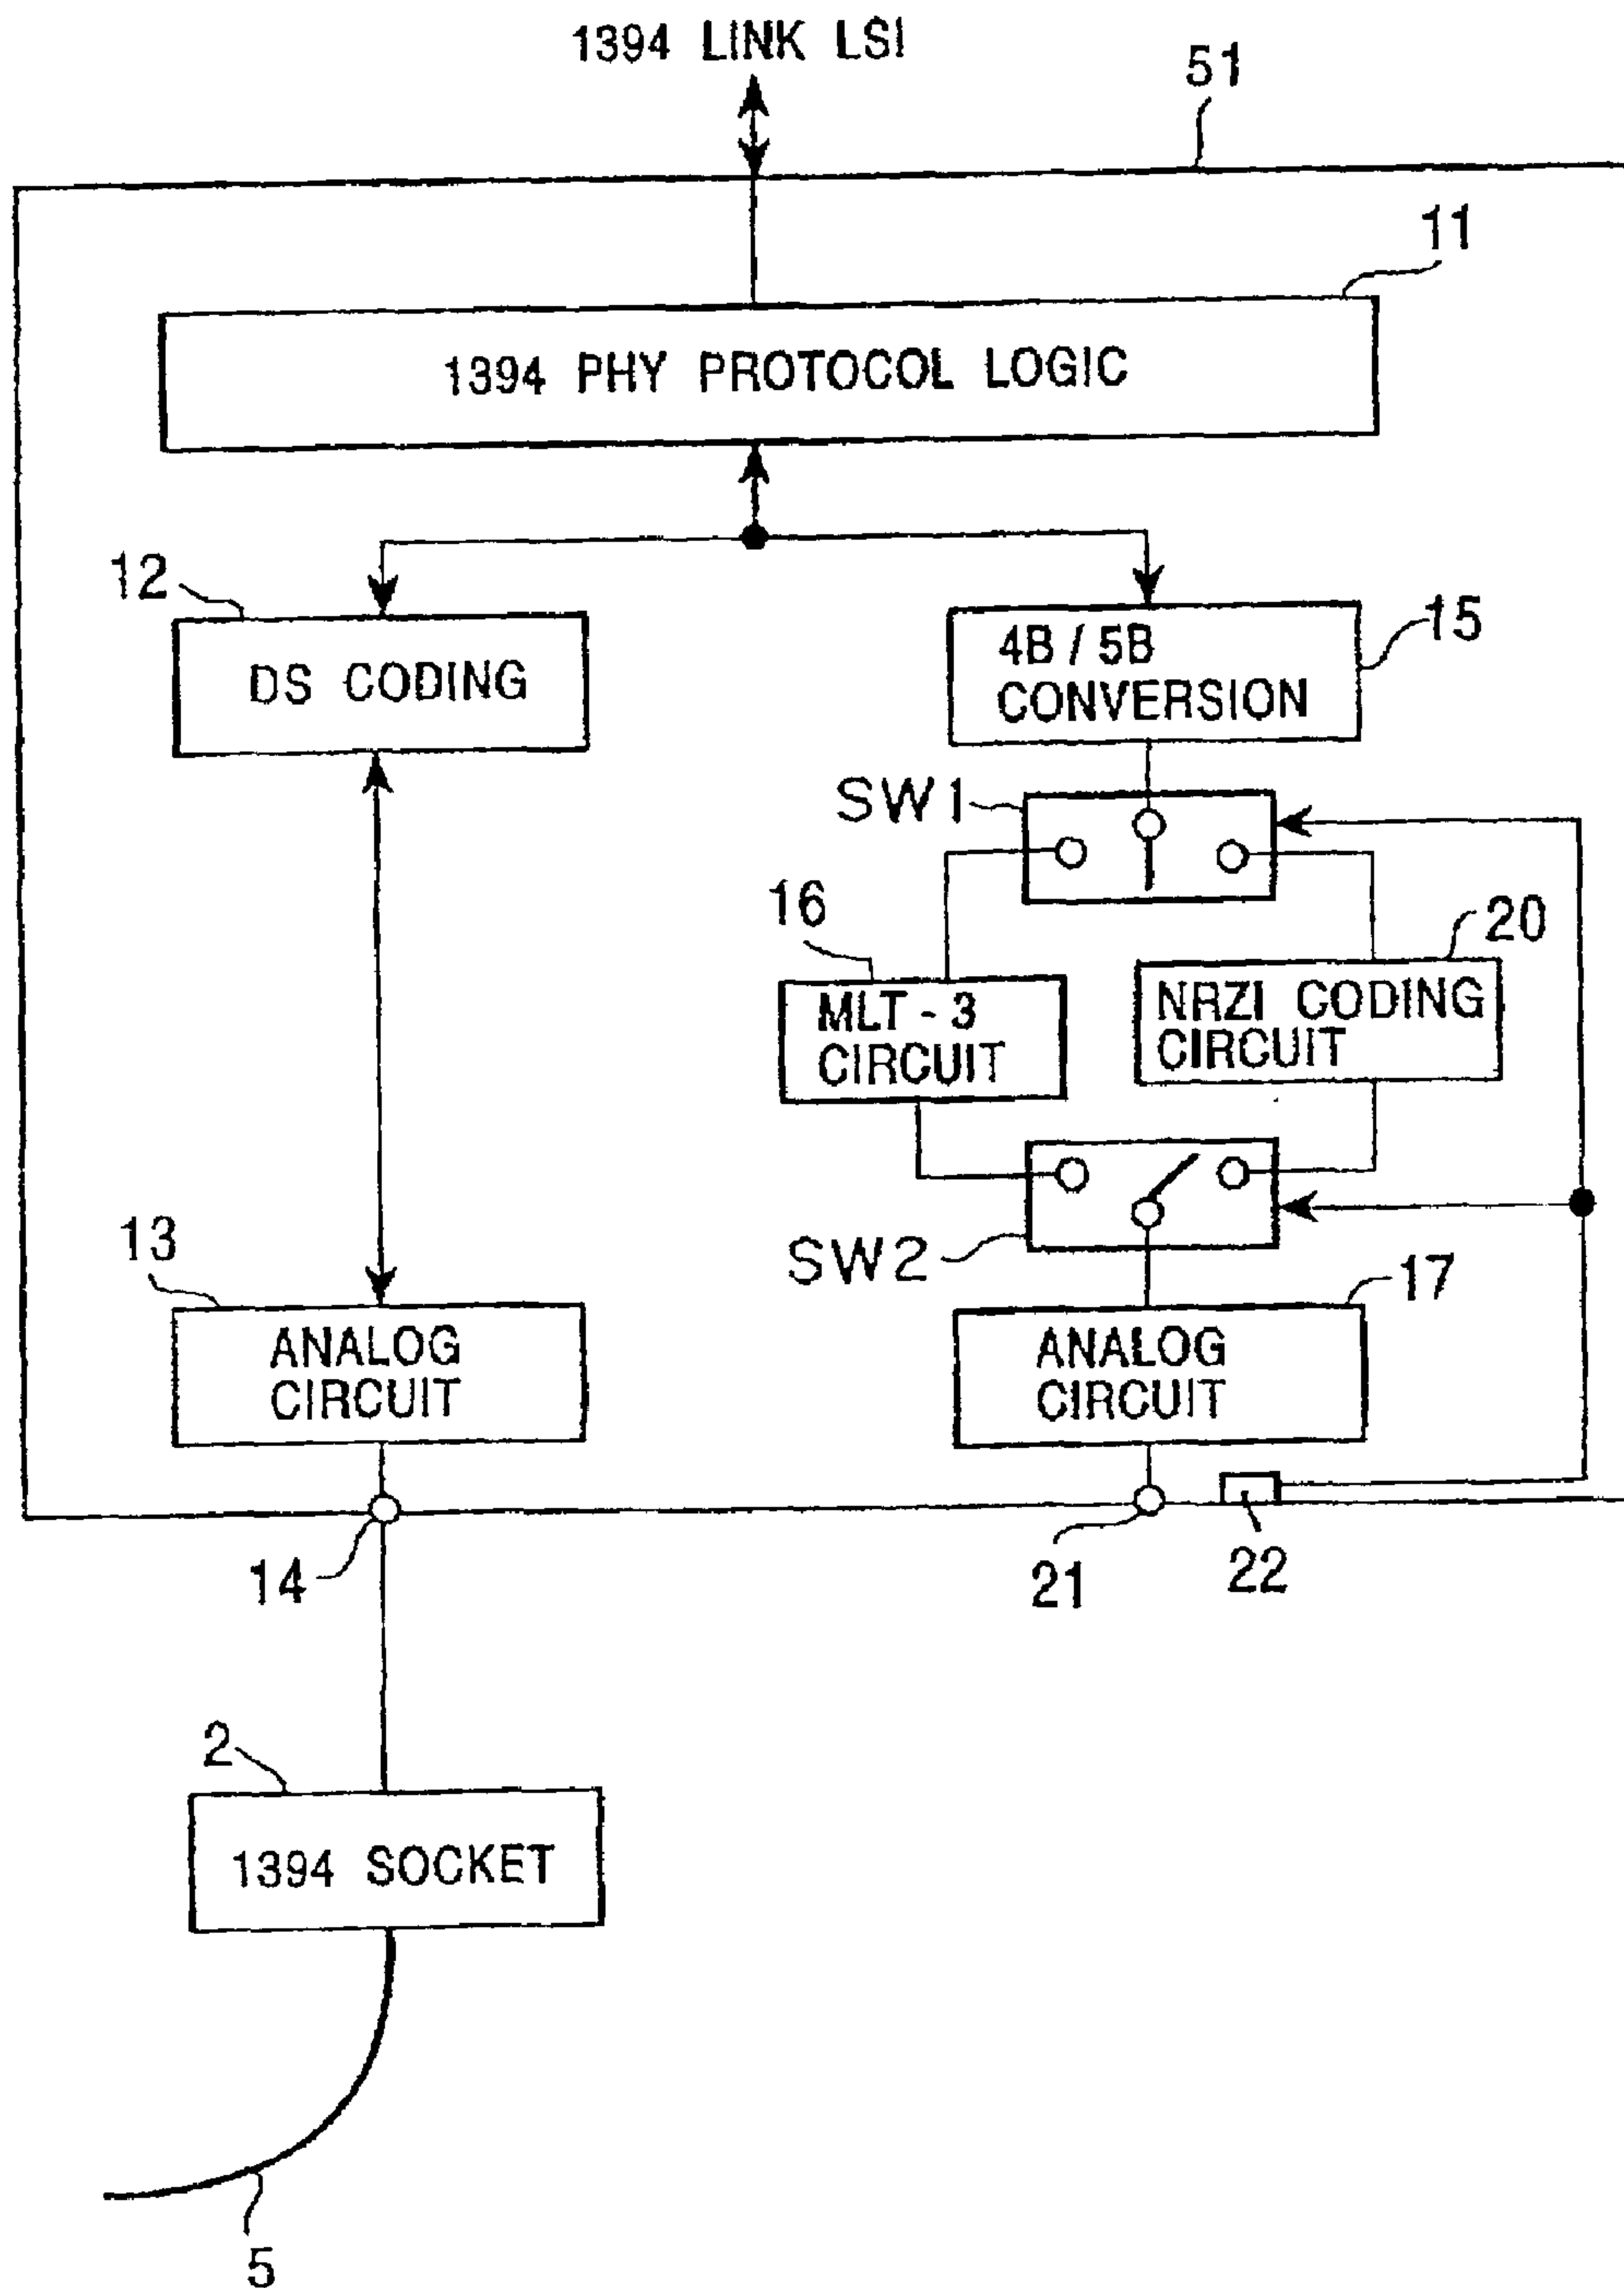 1394 LINK LSI
51
11
1394 PHY PROTOCOL LOGIC
12
DS CODING
4B / 5B
CONVERSION
15
SW1
16
20
MLT - 3
CIRCUIT
NRZI CODING
CIRCUIT
SW2
13
17
ANALOG
CIRCUIT
ANALOG
CIRCUIT
14
21
22
2
1394 SOCKET
5